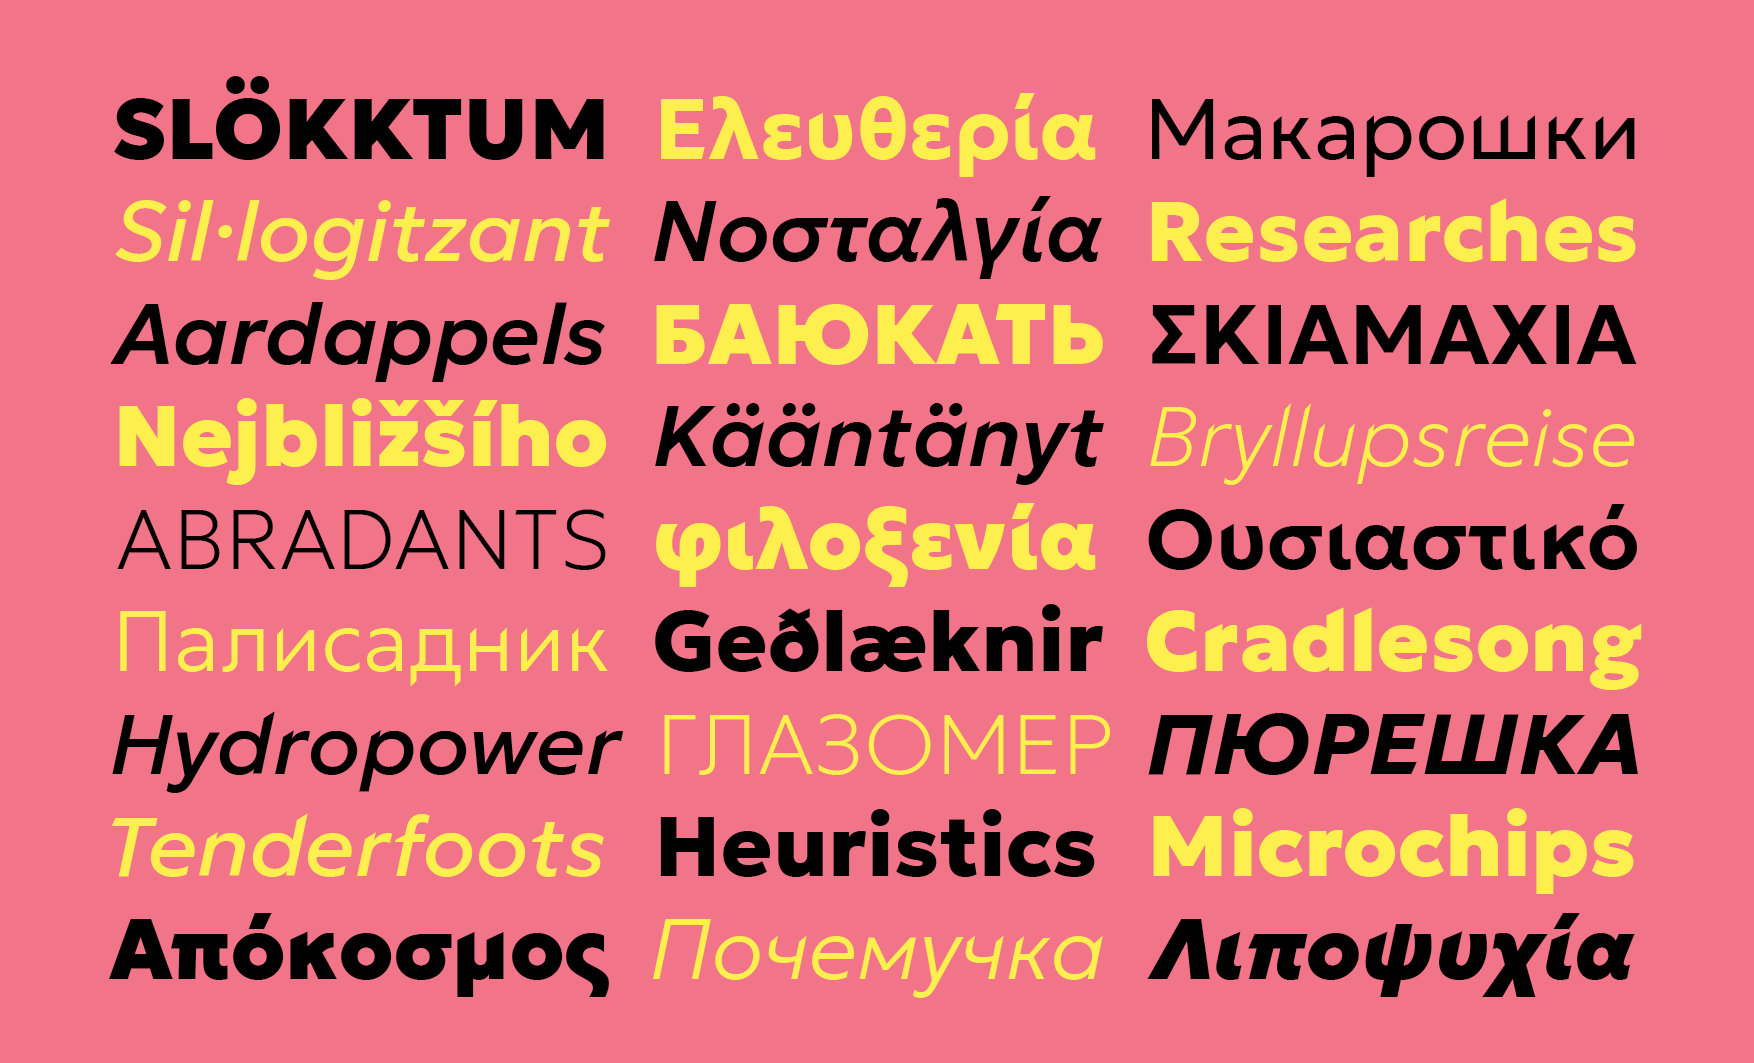 SLÖKKTUM
Sil·logitzant
Aardappels
Nejbližšího
ABRADANTS
Палисадник
Hydropower
Tenderfoots
Απόκοσμος
Ελευθερία
Νοσταλγία
БАЮКАТЬ
Kääntänyt
φιλοξενία
Geðlæknir
ГЛАЗОМЕР
Heuristics
Почемучка
Макарошки
Researches
ΣΚΙΑΜΑΧΙΑ
Bryllupsreise
Ουσιαστικό
Cradlesong
ПЮРЕШКА
Microchips
Λιποψυχία